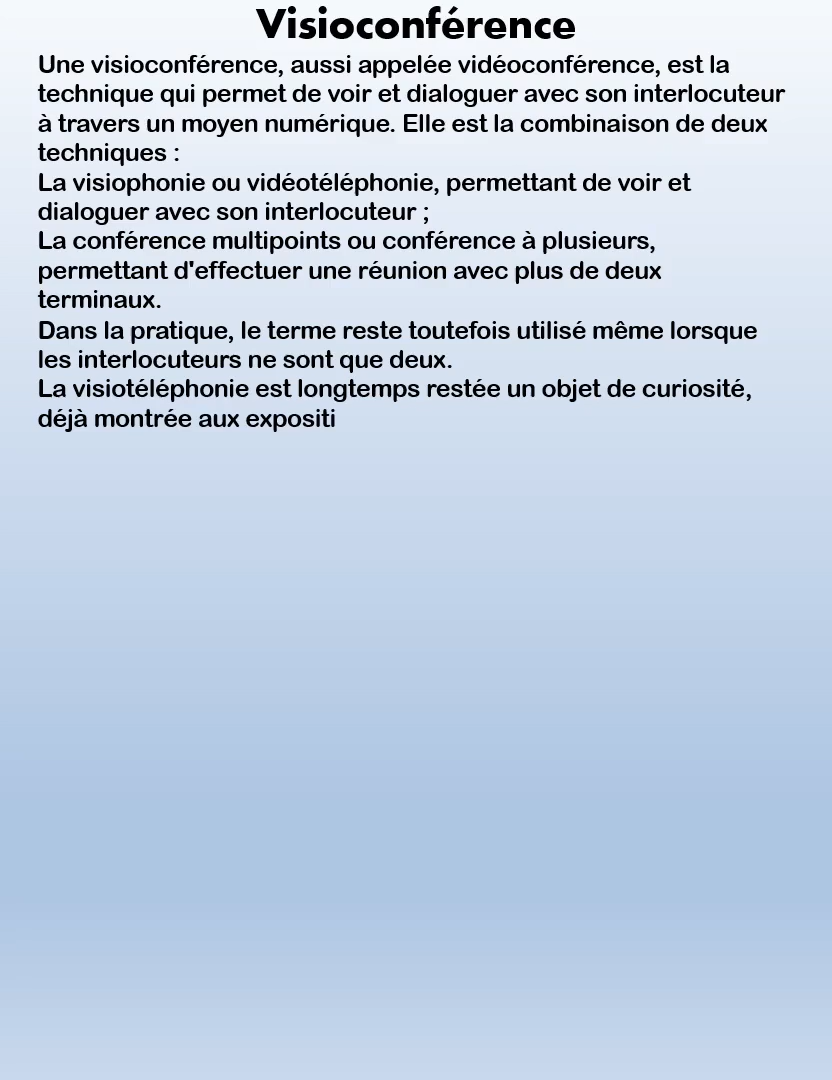 Visioconférence
Une visioconférence, aussi appelée vidéoconférence, est la
technique qui permet de voir et dialoguer avec son interlocuteur
à travers un moyen numérique. Elle est la combinaison de deux
techniques :
La visiophonie ou vidéotéléphonie, permettant de voir et
dialoguer avec son interlocuteur ;
La conférence multipoints ou conférence à plusieurs,
permettant d'effectuer une réunion avec plus de deux
terminaux.
Dans la pratique, le terme reste toutefois utilisé même lorsque
les interlocuteurs ne sont que deux.
La visiotéléphonie est longtemps restée un objet de curiosité,
déjà montrée aux expositi